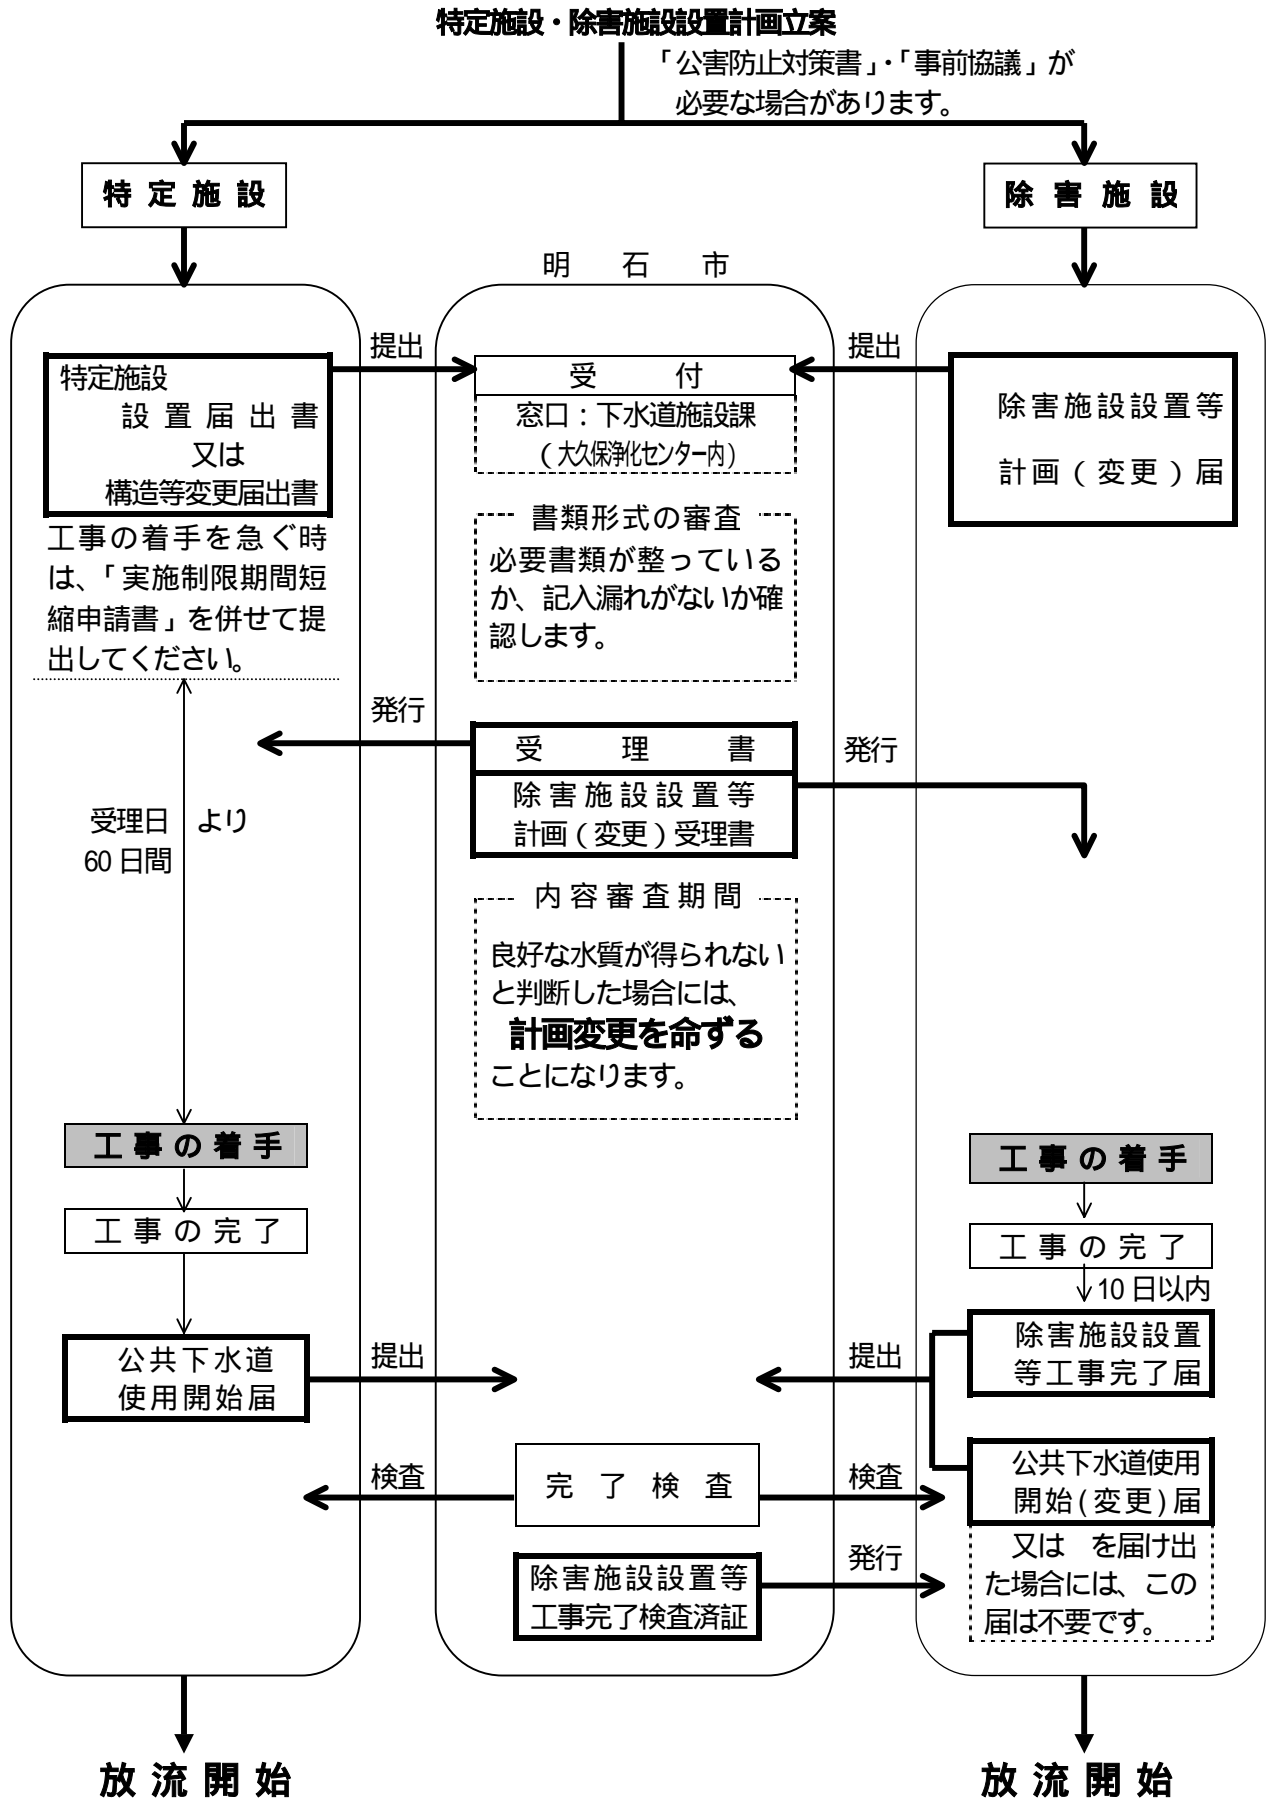 特定施設・除害施設設置計画立案
「公害防止対策書」・「事前協議」が
必要な場合があります。
特定施設
除害施設
明石市
提出
提出
特定施設
設置届出書
又は
構造等変更届出書
工事の着手を急ぐ時
は、「実施制限期間短
縮申請書」を併せて提
出してください。
受付
窓口：下水道施設課
（大久保浄化センター内）
除害施設設置等
計画（変更）届
書類形式の審査
必要書類が整っている
か、記入漏れがないか確
認します。
発行
発行
受理書
除害施設設置等
計画（変更）受理書
受理日より
60日間
内容審査期間
良好な水質が得られない
と判断した場合には、
計画変更を命ずる
ことになります。
工事の着手
工事の完了
工事の着手
工事の完了
10日以内
公共下水道
使用開始届
提出
提出
除害施設設置
等工事完了届
検査
完了検査
検査
公共下水道使用
開始(変更)届
又は　を届け出
た場合には、この
届は不要です。
発行
除害施設設置等
工事完了検査済証
放流開始
放流開始